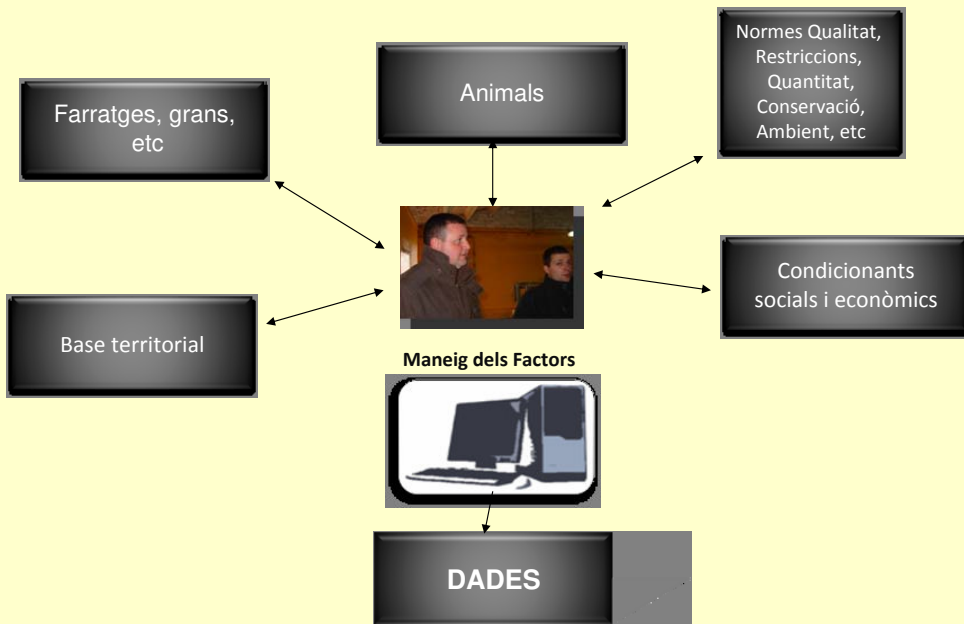 Normes Qualitat,
Restriccions,
Quantitat,
Conservació,
Ambient, etc
Animals
Farratges, grans,
etc
Condicionants
socials i econòmics
Base territorial
Maneig dels Factors
DADES